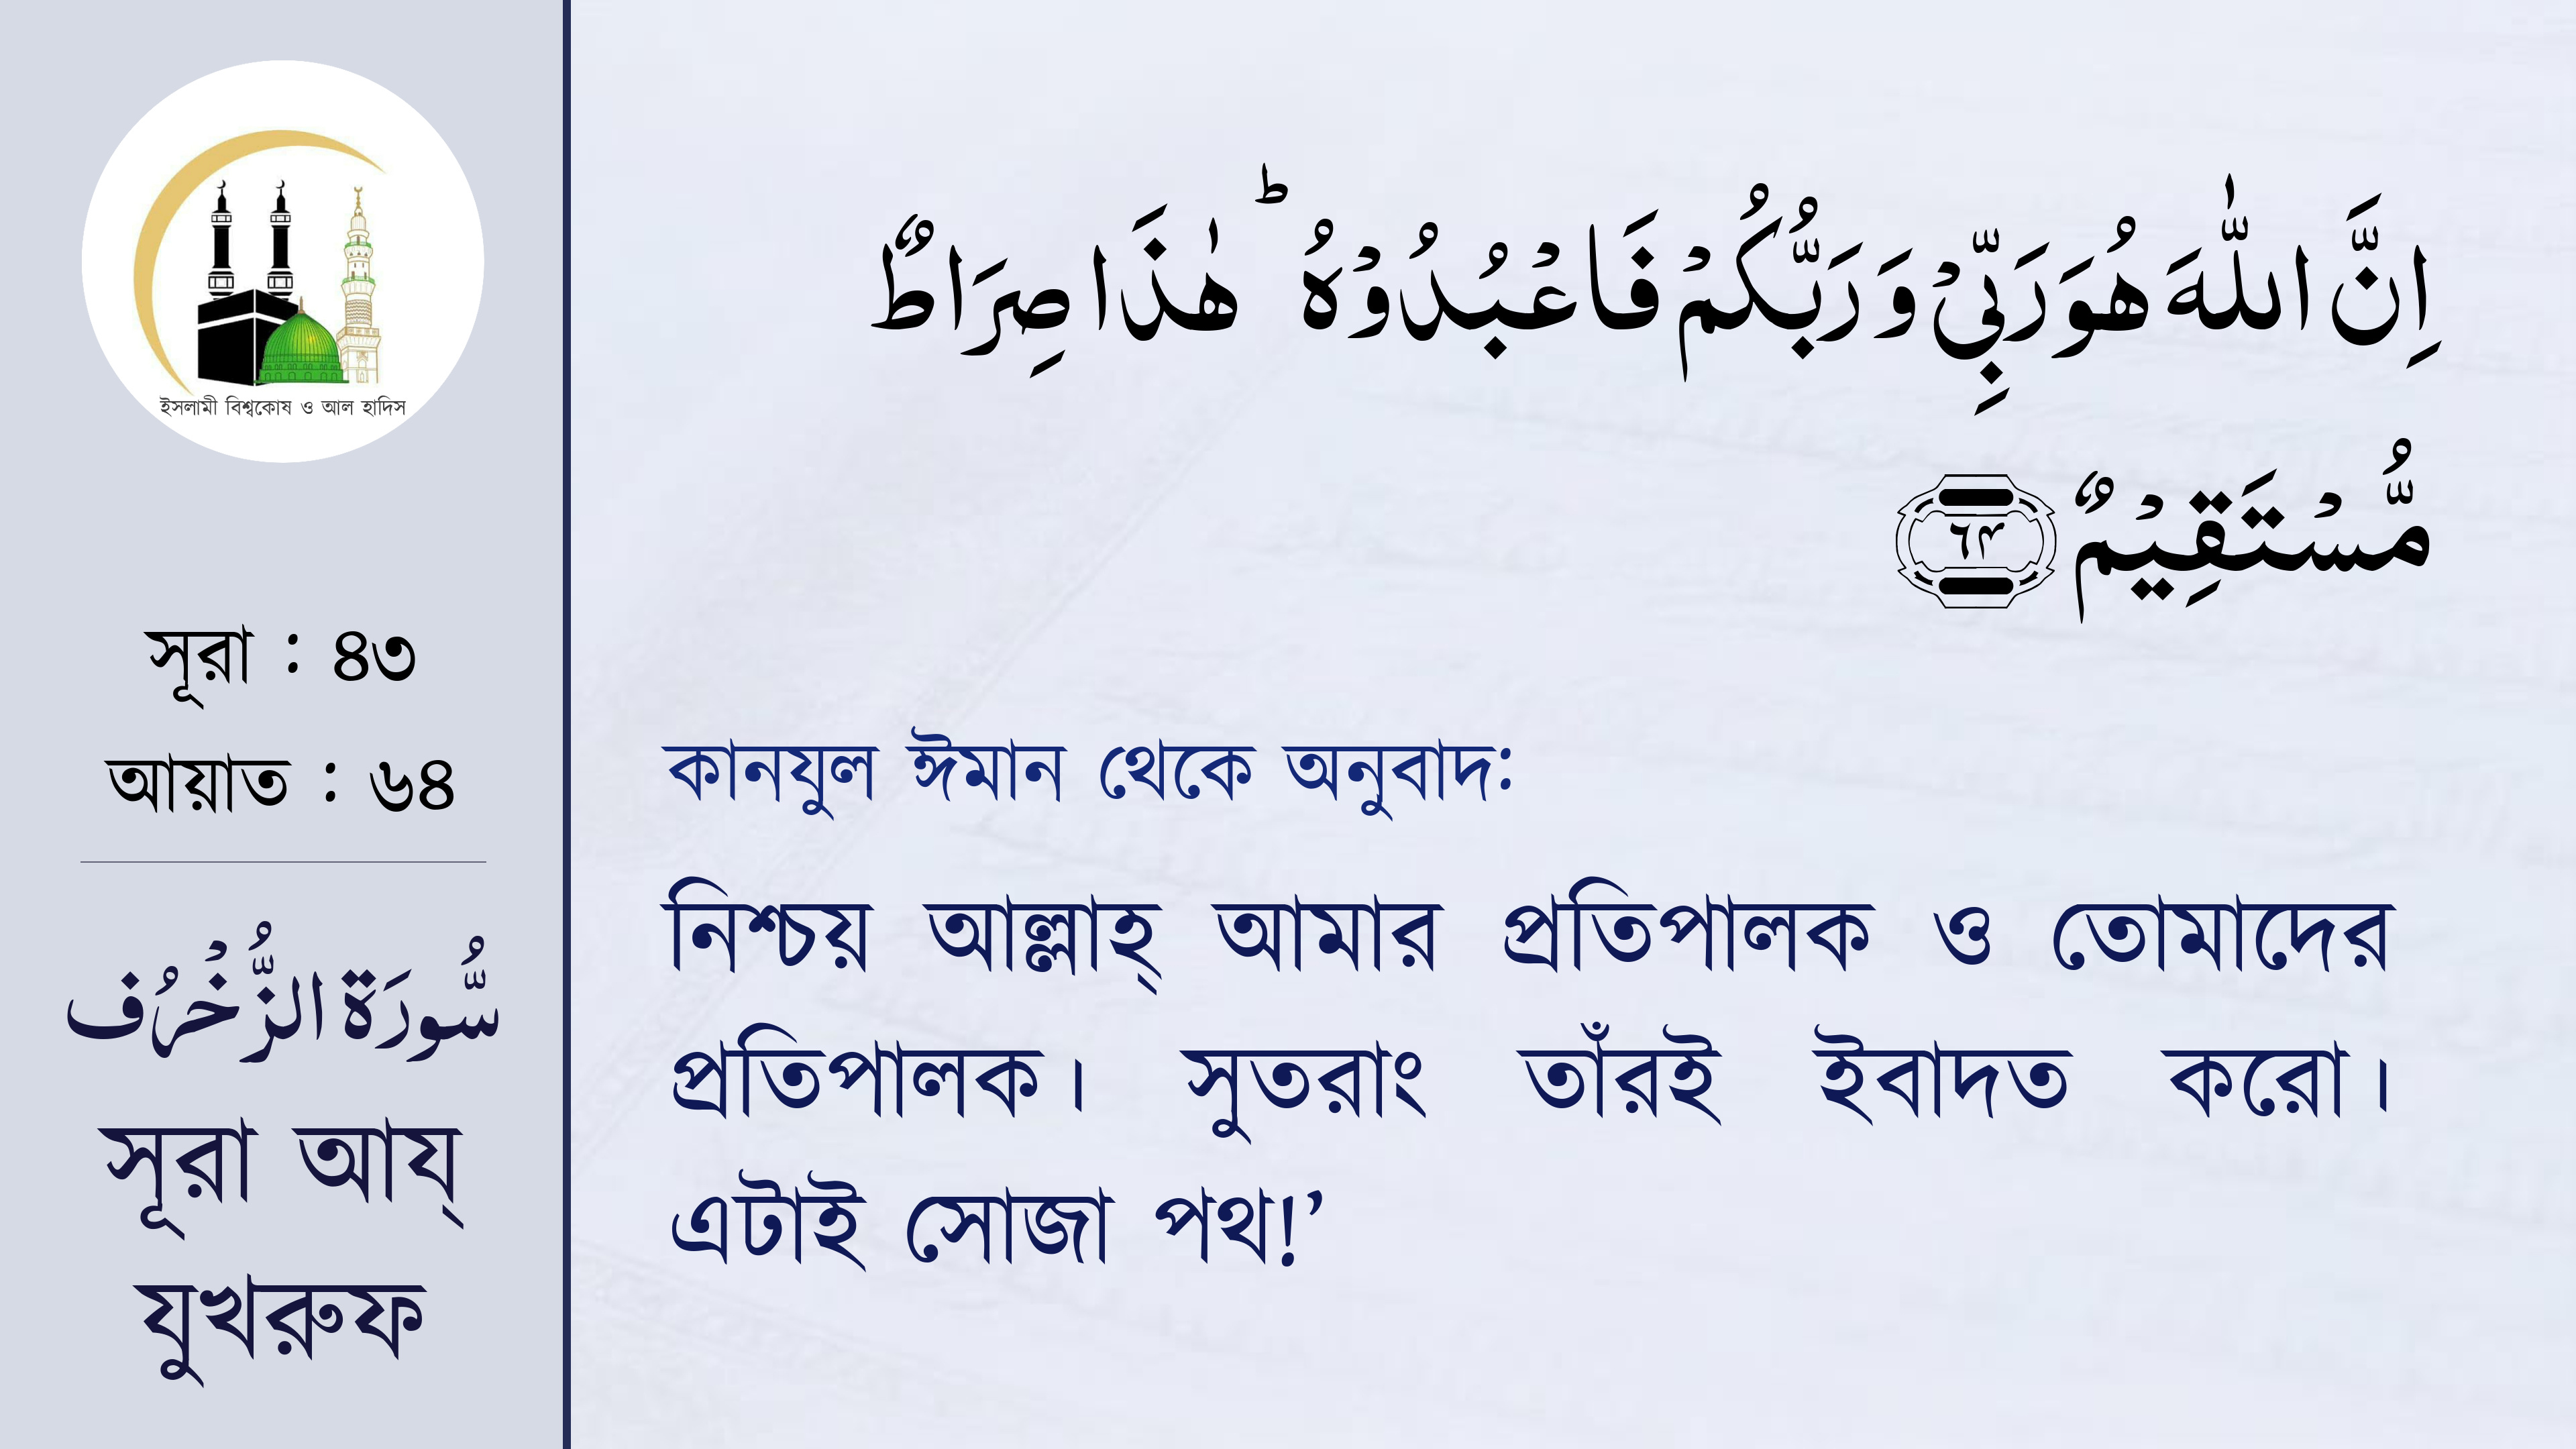 ইসলামী বিশ্বকোষ ও আল হাদিস
সূরা : ৪৩
আয়াত : ৬৪
سُّورَة الزُّخْرُف
সূরা আয্
যুখরুফ
اِنَّ اللّٰهَ هُوَ رَبِّیْ وَ رَبُّكُمْ فَاعْبُدُوْهُ ؕ هٰذَا صِرَاطٌ
مُّسْتَقِیْمٌ ﴿۶۴﴾
কানযুল ঈমান থেকে অনুবাদ:
নিশ্চয় আল্লাহ্ আমার প্রতিপালক ও তোমাদের
প্রতিপালক। সুতরাং তাঁরই ইবাদত করো।
এটাই সোজা পথ!’